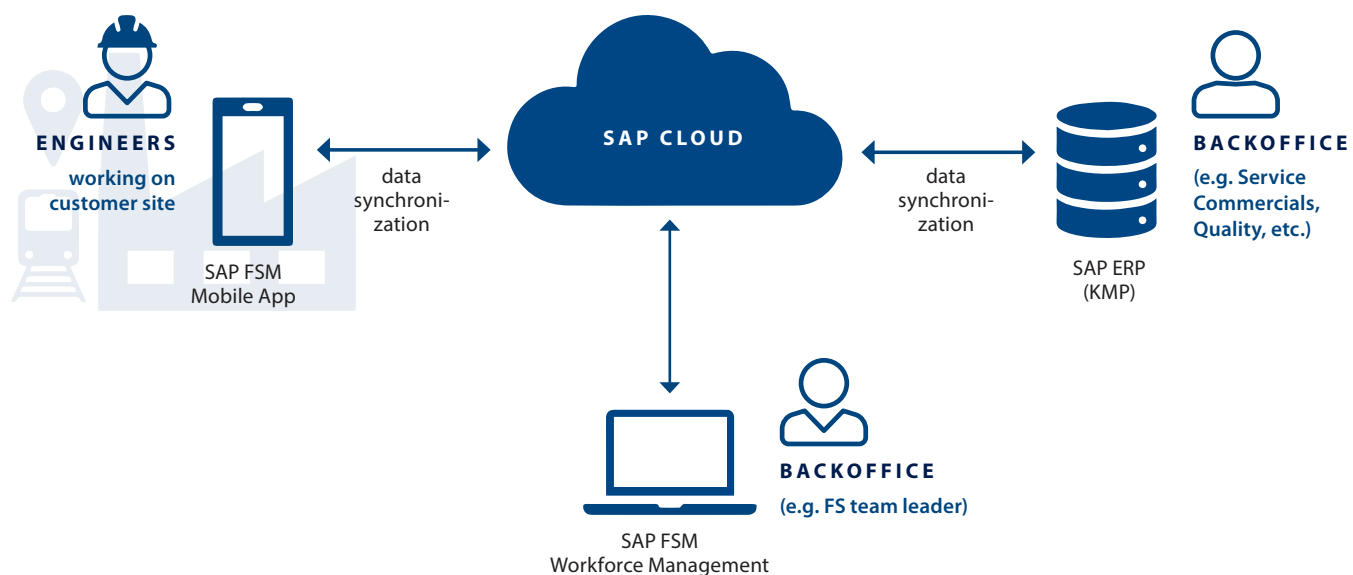 ENGINEERS
working on
customer site
SAP FSM
Mobile App
data
synchroni-
zation
SAP CLOUD
data
synchroni-
zation
SAP ERP
(KMP)
BACKOFFICE
(e.g. Service
Commercials,
Quality, etc.)
BACKOFFICE
(e.g. FS team leader)
SAP FSM
Workforce Management